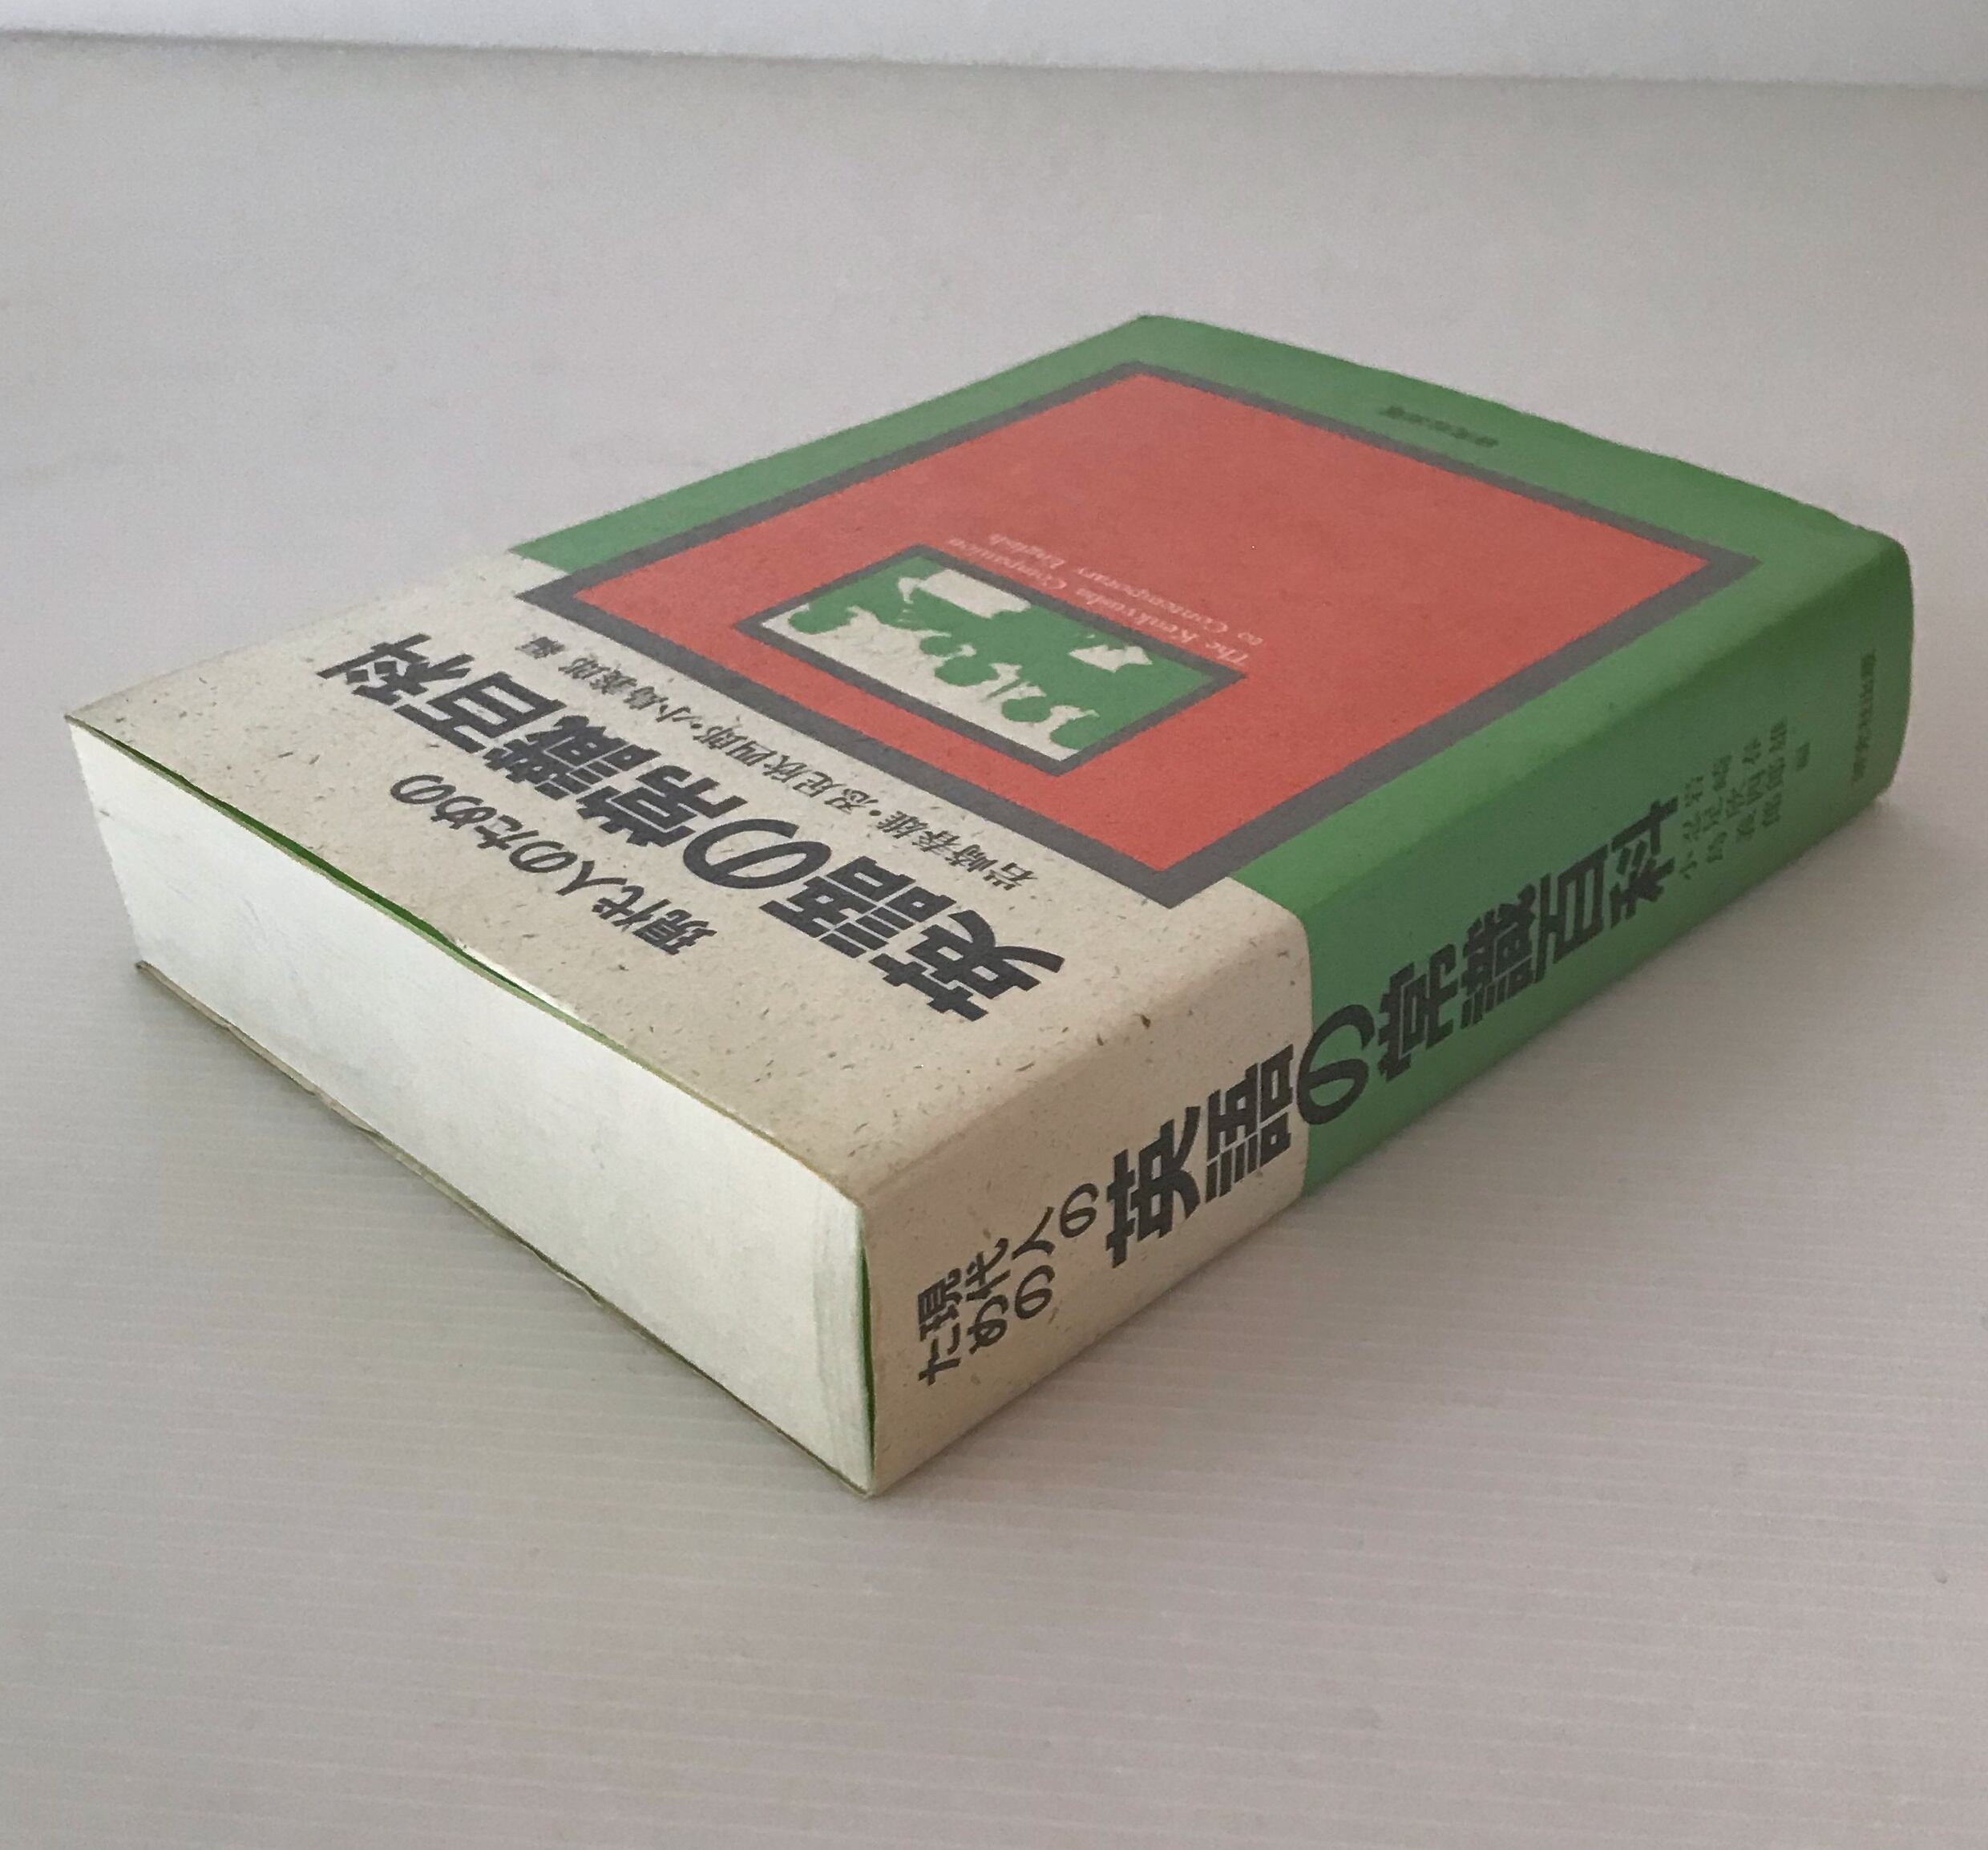 現代人のための
英語の常識百科
岩崎春雄・忍足欣四郎・小島義郎 編
The Kenkyusha Companion
to Contemporary English
現代人の
ための
英語の常識百科
岩崎春雄
忍足欣四郎
小島義郎
編